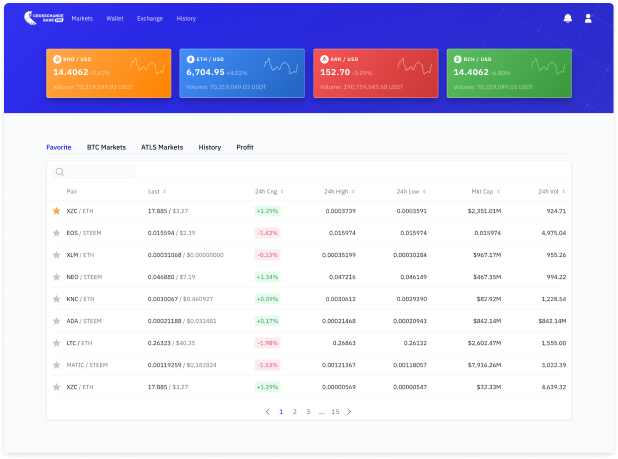 CROSSCHANGE
BANK PRO
Markets Wallet Exchange History
BNO / USD ETH / USD ARK / USD BCH / USD
14.4062 -0.41% 6,704.95 +4.02% 152.70 -5.09% 14.4062 -6.80%
Volume: 70,219,049.03 USDT Volume: 70,219,049.03 USDT Volume: 190,759,543.68 USDT Volume: 70,219,049.03 USDT
Favorite BTC Markets ATLS Markets History Profit
Pair Last 24h Cng 24h High 24h Low Mkt Cap 24h Vol
XZC / ETH 17.885 / $3.27 +1.29% 0.0003739 0.0003591 $2,351.01M 924.71
EOS / STEEM 0.015594 / $2.39 -1.43% 0.015974 0.015974 0.015974 4,975.04
XLM / ETH 0.00031068 / $0.00000000 -0.13% 0.00035199 0.00030284 $967.17M 955.26
NEO / STEEM 0.046880 / $7.19 +1.34% 0.047216 0.046149 $467.35M 994.22
KNC / ETH 0.0030067 / $0.460927 +0.09% 0.0030612 0.0029390 $82.92M 1,228.54
ADA / STEEM 0.00021188 / $0.032481 +0.17% 0.00021468 0.00020943 $842.14M $842.14M
LTC / ETH 0.26323 / $40.35 -1.98% 0.26863 0.26132 $2,602.47M 1,555.00
MATIC / STEEM 0.00119259 / $0.182824 -1.53% 0.00121367 0.00118057 $7,916.26M 3,022.39
XZC / ETH 17.885 / $3.27 +1.29% 0.00000569 0.00000547 $32.33M 4,639.32
1 2 3 ... 15